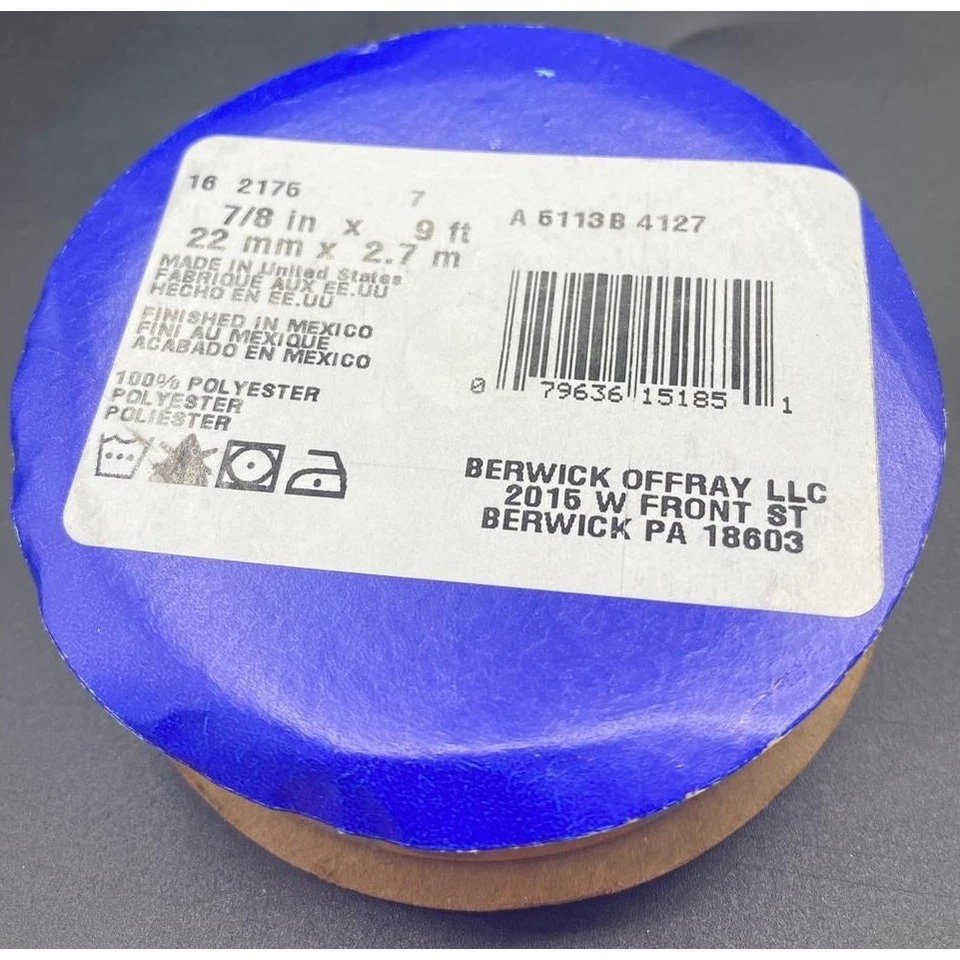 16 2175 7
7/8 in x 9 ft
22 mm x 2.7 m
MADE IN United States
FABRIQUE AUX EE.UU
HECHO EN EE.UU
FINISHED IN MEXICO
FINI AU MEXIQUE
ACABADO EN MEXICO
100% POLYESTER
POLYESTER
POLIESTER
A 5113B 4127
0 79636 15185 1
BERWICK OFFRAY LLC
2015 W FRONT ST
BERWICK PA 18603